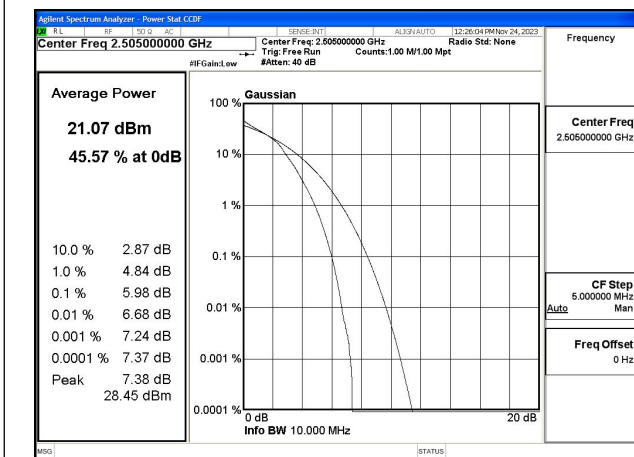 Agilent Spectrum Analyzer - Power Stat CCDF
RL RF 50 Ω AC SENSE:INT ALIGN AUTO 12:26:04 PM Nov 24, 2023
Center Freq 2.505000000 GHz
Center Freq: 2.505000000 GHz Radio Std: None
Trig: Free Run Counts:1.00 M/1.00 Mpt
#IFGain:Low #Atten: 40 dB
Frequency
Average Power
21.07 dBm
45.57 % at 0dB
10.0 % 2.87 dB
1.0 % 4.84 dB
0.1 % 5.98 dB
0.01 % 6.68 dB
0.001 % 7.24 dB
0.0001 % 7.37 dB
Peak 7.38 dB
28.45 dBm
Gaussian
100 %
10 %
1 %
0.1 %
0.01 %
0.001 %
0.0001 %
0 dB 20 dB
Info BW 10.000 MHz
Center Freq
2.505000000 GHz
CF Step
5.000000 MHz
Auto Man
Freq Offset
0 Hz
MSG STATUS